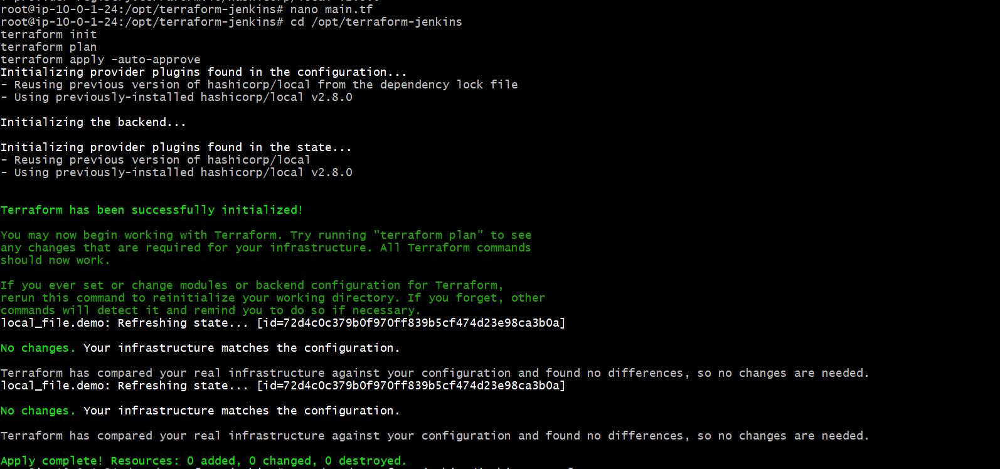 root@ip-10-0-1-24:/opt/terraform-jenkins# nano main.tf
root@ip-10-0-1-24:/opt/terraform-jenkins# cd /opt/terraform-jenkins
terraform init
terraform plan
terraform apply -auto-approve
Initializing provider plugins found in the configuration...
- Reusing previous version of hashicorp/local from the dependency lock file
- Using previously-installed hashicorp/local v2.8.0
Initializing the backend...
Initializing provider plugins found in the state...
- Reusing previous version of hashicorp/local
- Using previously-installed hashicorp/local v2.8.0
Terraform has been successfully initialized!
You may now begin working with Terraform. Try running "terraform plan" to see
any changes that are required for your infrastructure. All Terraform commands
should now work.
If you ever set or change modules or backend configuration for Terraform,
rerun this command to reinitialize your working directory. If you forget, other
commands will detect it and remind you to do so if necessary.
local_file.demo: Refreshing state... [id=72d4c0c379b0f970ff839b5cf474d23e98ca3b0a]
No changes. Your infrastructure matches the configuration.
Terraform has compared your real infrastructure against your configuration and found no differences, so no changes are needed.
local_file.demo: Refreshing state... [id=72d4c0c379b0f970ff839b5cf474d23e98ca3b0a]
No changes. Your infrastructure matches the configuration.
Terraform has compared your real infrastructure against your configuration and found no differences, so no changes are needed.
Apply complete! Resources: 0 added, 0 changed, 0 destroyed.